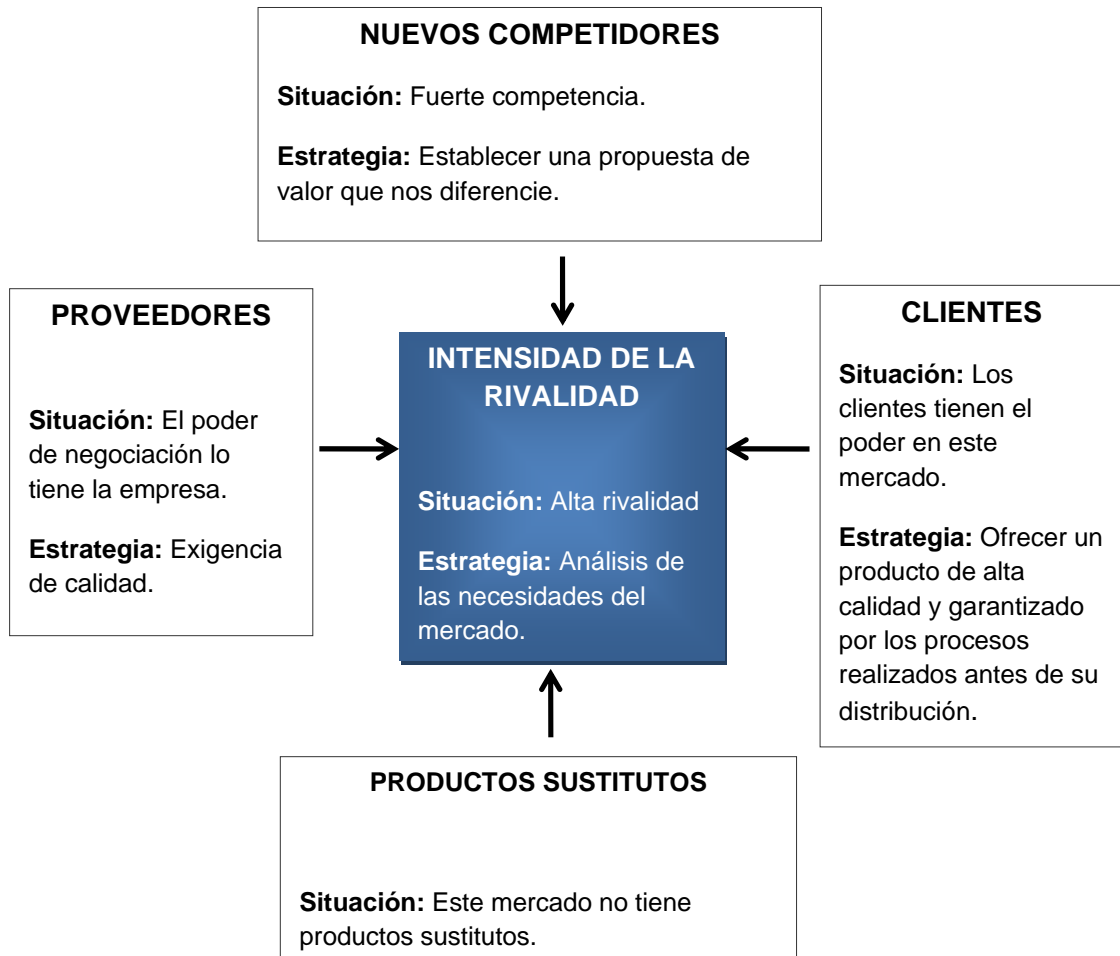 NUEVOS COMPETIDORES
Situación: Fuerte competencia.
Estrategia: Establecer una propuesta de
valor que nos diferencie.
PROVEEDORES
Situación: El poder
de negociación lo
tiene la empresa.
Estrategia: Exigencia
de calidad.
INTENSIDAD DE LA
RIVALIDAD
Situación: Alta rivalidad
Estrategia: Análisis de
las necesidades del
mercado.
CLIENTES
Situación: Los
clientes tienen el
poder en este
mercado.
Estrategia: Ofrecer un
producto de alta
calidad y garantizado
por los procesos
realizados antes de su
distribución.
PRODUCTOS SUSTITUTOS
Situación: Este mercado no tiene
productos sustitutos.